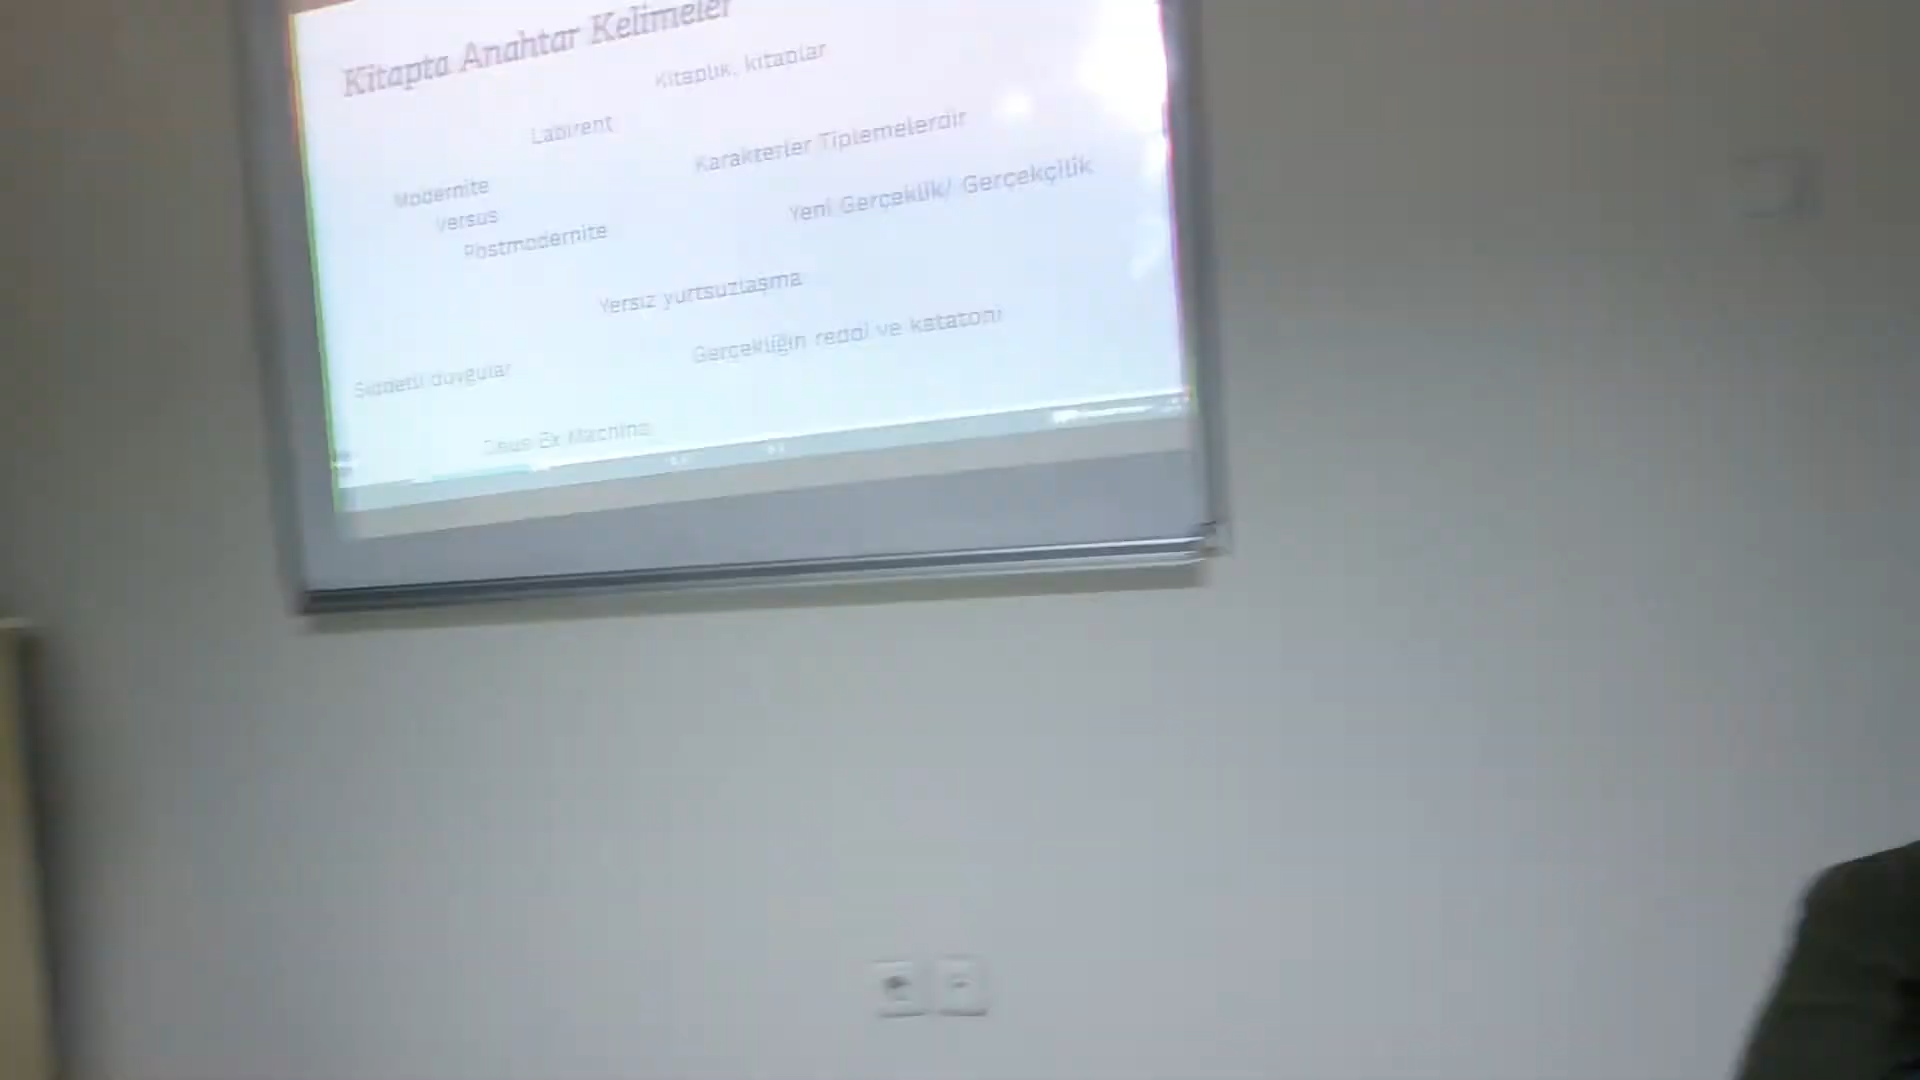 Kitapta Anahtar Kelimeler
Kitaplık, kitaplar
Labirent
Karakterler Tiplemelerdir
Modernite
versus
Postmodernite
Yeni Gerçeklik/ Gerçekçilik
Yersiz yurtsuzlaşma
Gerçekliğin reddi ve katatoni
Şiddetli duygular
Deus Ex Machina